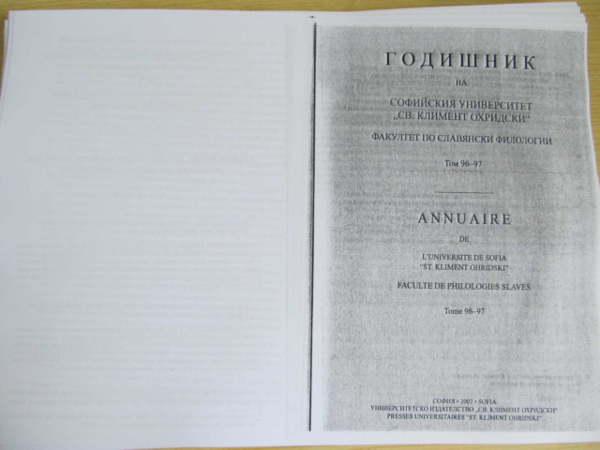 ГОДИШНИК
НА
СОФИЙСКИЯ УНИВЕРСИТЕТ
„СВ. КЛИМЕНТ ОХРИДСКИ“
ФАКУЛТЕТ ПО СЛАВЯНСКИ ФИЛОЛОГИИ
Том 96–97
ANNUAIRE
DE
L'UNIVERSITE DE SOFIA
"ST. KLIMENT OHRIDSKI"
FACULTE DE PHILOLOGIES SLAVES
Tome 96–97
СОФИЯ • 2007 • SOFIA
УНИВЕРСИТЕТСКО ИЗДАТЕЛСТВО „СВ. КЛИМЕНТ ОХРИДСКИ“
PRESSES UNIVERSITAIRES "ST. KLIMENT OHRIDSKI"